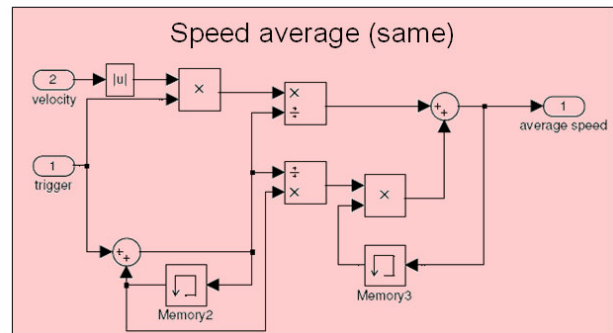 Speed average (same)
2
|u|
velocity
×
×
÷
+
+
1
average speed
1
trigger
÷
×
×
+
+
Memory2
Memory3